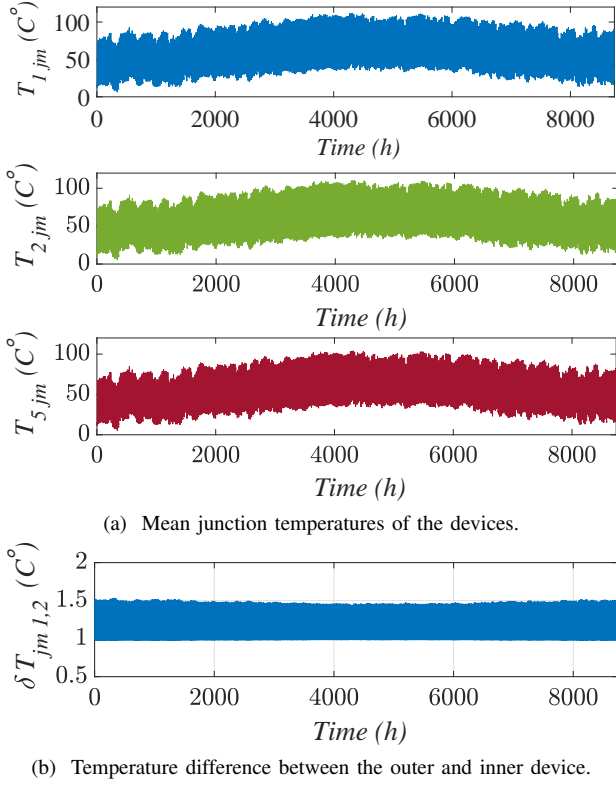 100
50
0
T1 jm (C°)
0 2000 4000 6000 8000
Time (h)
100
50
0
T2 jm (C°)
0 2000 4000 6000 8000
Time (h)
100
50
0
T5 jm (C°)
0 2000 4000 6000 8000
Time (h)
(a) Mean junction temperatures of the devices.
2
1.5
1
0.5
δ Tjm 1,2 (C°)
0 2000 4000 6000 8000
Time (h)
(b) Temperature difference between the outer and inner device.